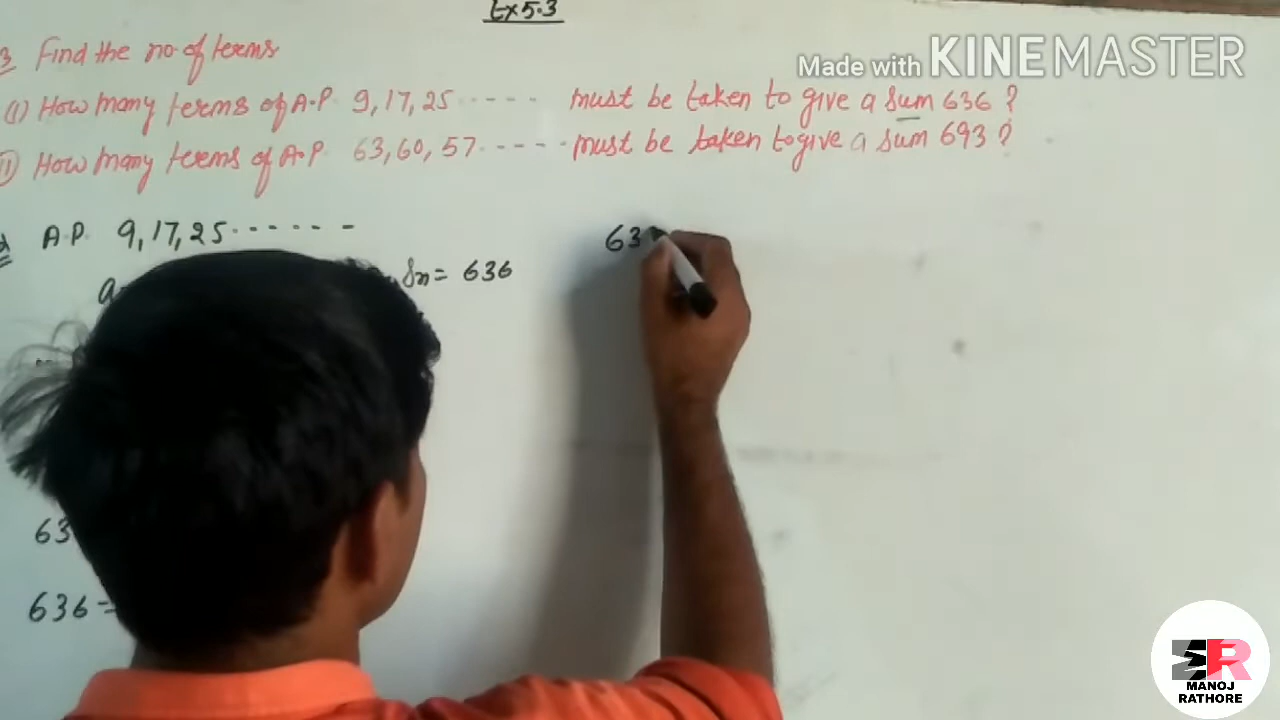 Ex 5.3
Made with KINEMASTER
3 Find the no. of terms
(i) How many terms of A.P. 9, 17, 25 ..... must be taken to give a sum 636 ?
ii) How many terms of A.P. 63, 60, 57 ...... must be taken to give a sum 693 ?
A.P. 9, 17, 25 ......
a
Sn = 636
63
63
636 =
3R
MANOJ
RATHORE